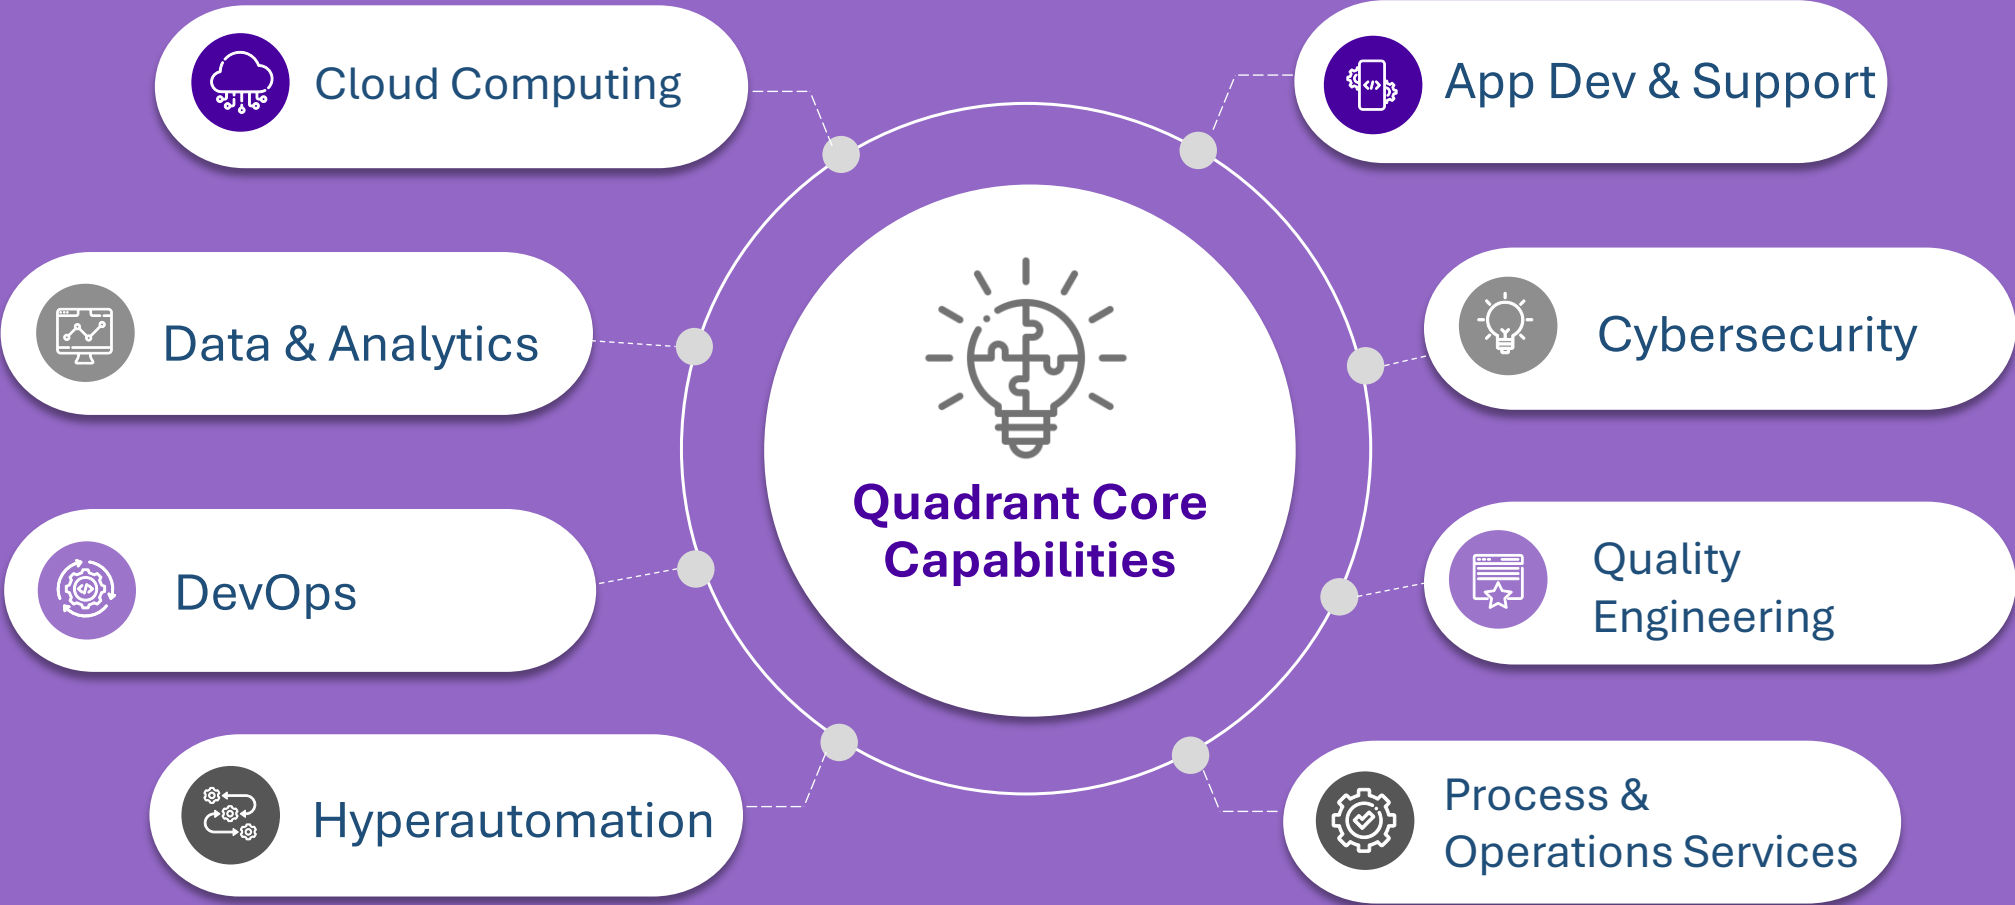 Cloud Computing
App Dev & Support
Data & Analytics
Cybersecurity
Quadrant Core
Capabilities
DevOps
Quality
Engineering
Hyperautomation
Process &
Operations Services